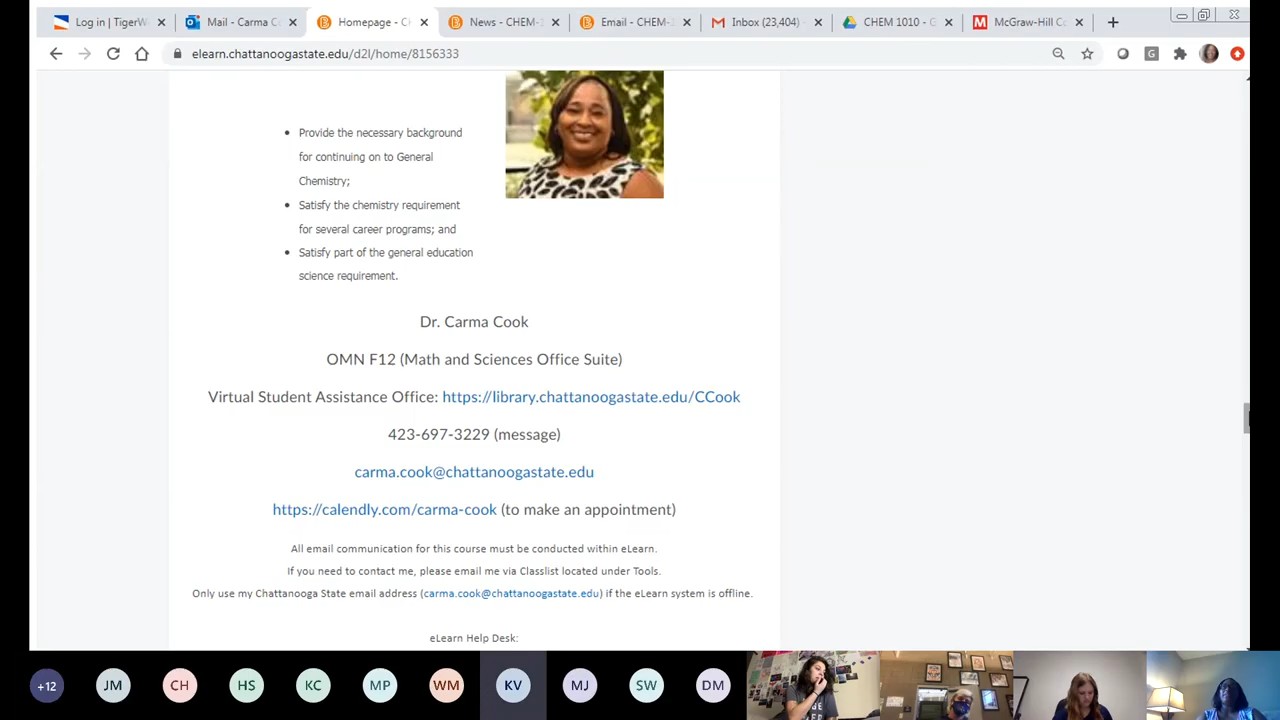 Log in | TigerW
Mail - Carma C
Homepage - C
News - CHEM-
Email - CHEM-
Inbox (23,404)
CHEM 1010 -
McGraw-Hill
elearn.chattanoogastate.edu/d2l/home/8156333
G
Provide the necessary background
for continuing on to General
Chemistry;
Satisfy the chemistry requirement
for several career programs; and
Satisfy part of the general education
science requirement.
Dr. Carma Cook
OMN F12 (Math and Sciences Office Suite)
Virtual Student Assistance Office: https://library.chattanoogastate.edu/CCook
423-697-3229 (message)
carma.cook@chattanoogastate.edu
https://calendly.com/carma-cook (to make an appointment)
All email communication for this course must be conducted within eLearn.
If you need to contact me, please email me via Classlist located under Tools.
Only use my Chattanooga State email address (carma.cook@chattanoogastate.edu) if the eLearn system is offline.
eLearn Help Desk:
+12 JM CH HS KC MP WM KV MJ SW DM